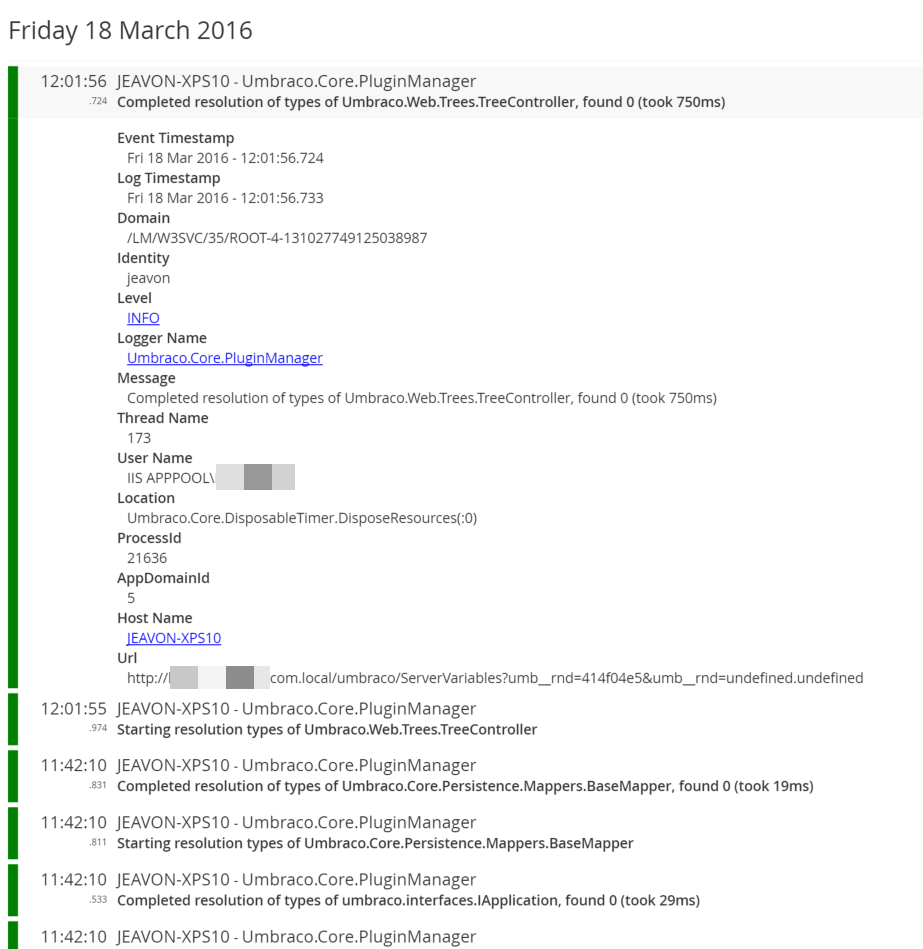 Friday 18 March 2016
12:01:56 JEAVON-XPS10 - Umbraco.Core.PluginManager
.724 Completed resolution of types of Umbraco.Web.Trees.TreeController, found 0 (took 750ms)
Event Timestamp
Fri 18 Mar 2016 - 12:01:56.724
Log Timestamp
Fri 18 Mar 2016 - 12:01:56.733
Domain
/LM/W3SVC/35/ROOT-4-131027749125038987
Identity
jeavon
Level
INFO
Logger Name
Umbraco.Core.PluginManager
Message
Completed resolution of types of Umbraco.Web.Trees.TreeController, found 0 (took 750ms)
Thread Name
173
User Name
IIS APPPOOL\
Location
Umbraco.Core.DisposableTimer.DisposeResources(:0)
ProcessId
21636
AppDomainId
5
Host Name
JEAVON-XPS10
Url
http:// com.local/umbraco/ServerVariables?umb__rnd=414f04e5&umb__rnd=undefined.undefined
12:01:55 JEAVON-XPS10 - Umbraco.Core.PluginManager
.974 Starting resolution types of Umbraco.Web.Trees.TreeController
11:42:10 JEAVON-XPS10 - Umbraco.Core.PluginManager
.831 Completed resolution of types of Umbraco.Core.Persistence.Mappers.BaseMapper, found 0 (took 19ms)
11:42:10 JEAVON-XPS10 - Umbraco.Core.PluginManager
.811 Starting resolution types of Umbraco.Core.Persistence.Mappers.BaseMapper
11:42:10 JEAVON-XPS10 - Umbraco.Core.PluginManager
.533 Completed resolution of types of umbraco.interfaces.IApplication, found 0 (took 29ms)
11:42:10 JEAVON-XPS10 - Umbraco.Core.PluginManager